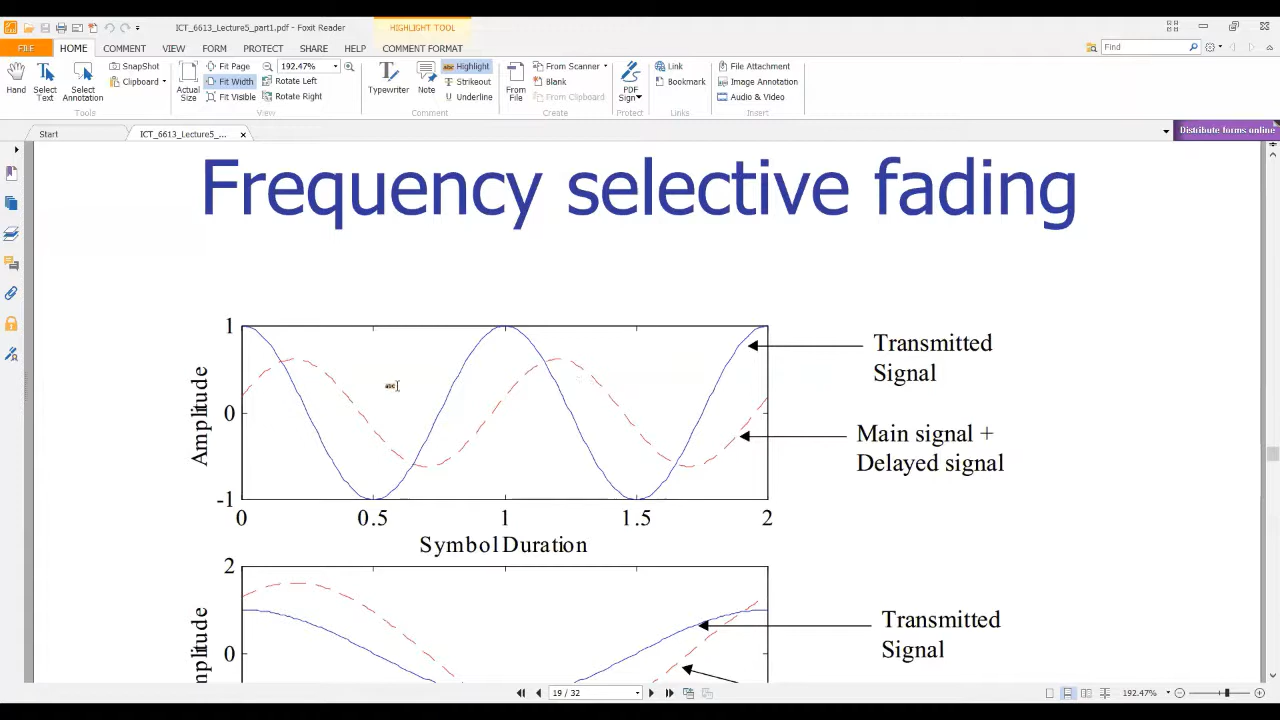 ICT_6613_Lecture5_part1.pdf - Foxit Reader
HIGHLIGHT TOOL
FILE HOME COMMENT VIEW FORM PROTECT SHARE HELP COMMENT FORMAT
Find
Hand
Select Text
Select Annotation
SnapShot
Clipboard
Tools
Actual Size
Fit Page
Fit Width
Fit Visible
192.47%
Rotate Left
Rotate Right
View
Typewriter
Note
Highlight
Strikeout
Underline
Comment
From File
From Scanner
Blank
From Clipboard
Create
PDF Sign
Protect
Link
Bookmark
Links
File Attachment
Image Annotation
Audio & Video
Insert
Start
ICT_6613_Lecture5_...
Distribute forms online
Frequency selective fading
1
0
-1
Amplitude
0 0.5 1 1.5 2
Symbol Duration
Transmitted
Signal
Main signal +
Delayed signal
2
0
mplitude
Transmitted
Signal
19 / 32
192.47%